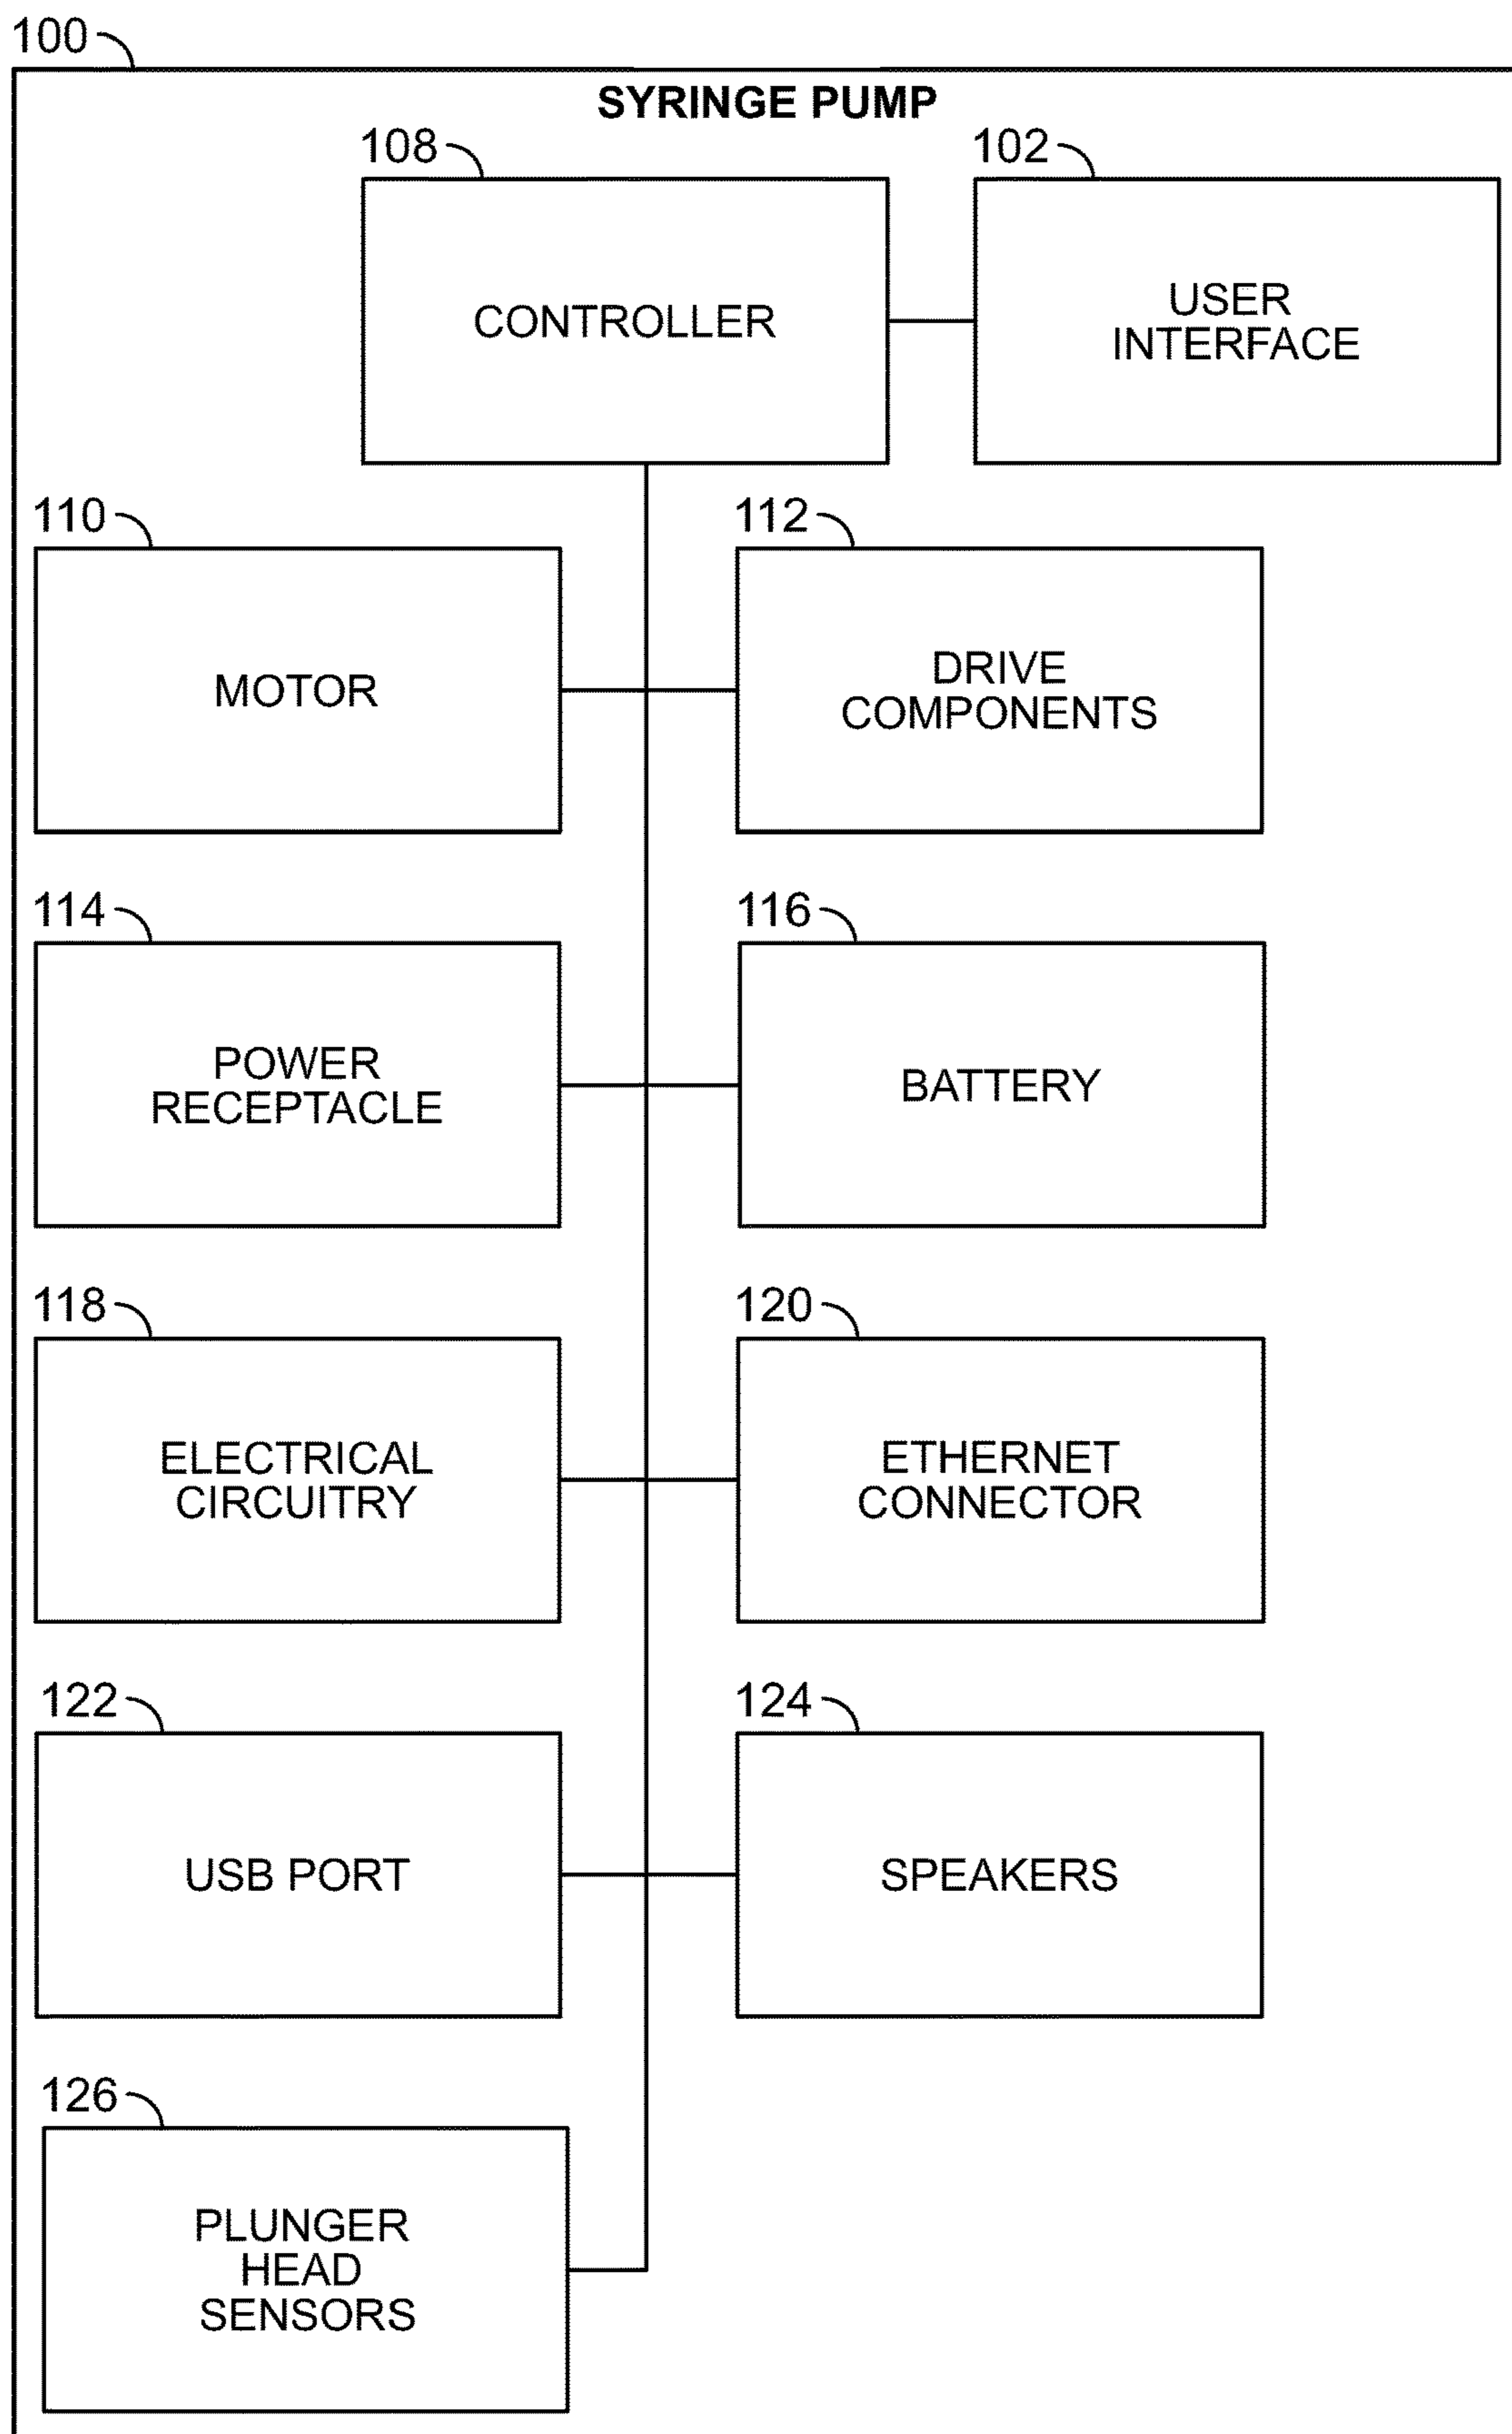 100
SYRINGE PUMP
108
102
CONTROLLER
USER
INTERFACE
110
112
MOTOR
DRIVE
COMPONENTS
114
116
POWER
RECEPTACLE
BATTERY
118
120
ELECTRICAL
CIRCUITRY
ETHERNET
CONNECTOR
122
124
USB PORT
SPEAKERS
126
PLUNGER
HEAD
SENSORS